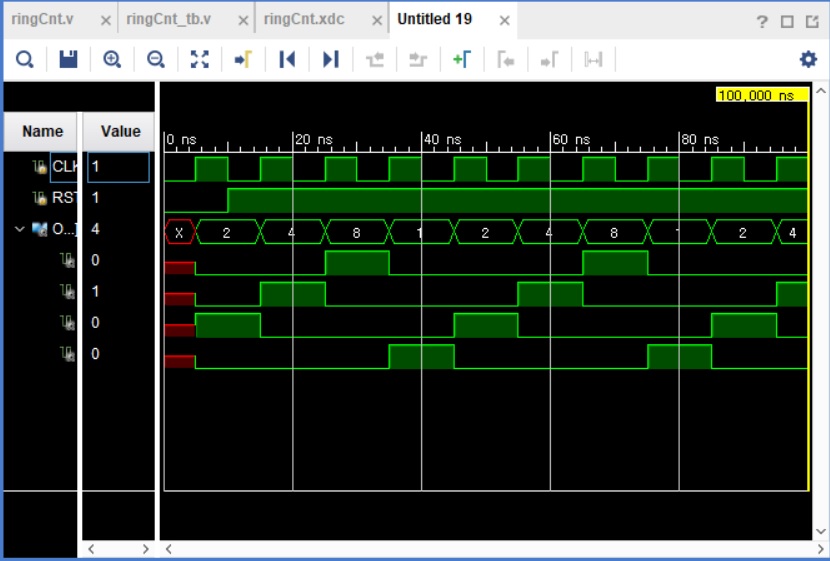 ringCnt.v × ringCnt_tb.v × ringCnt.xdc × Untitled 19 ×
?
100,000 ns
Name Value
0 ns 20 ns 40 ns 60 ns 80 ns
CLK 1
RST 1
O...] 4 X 2 4 8 1 2 4 8 1 2 4
0
1
0
0